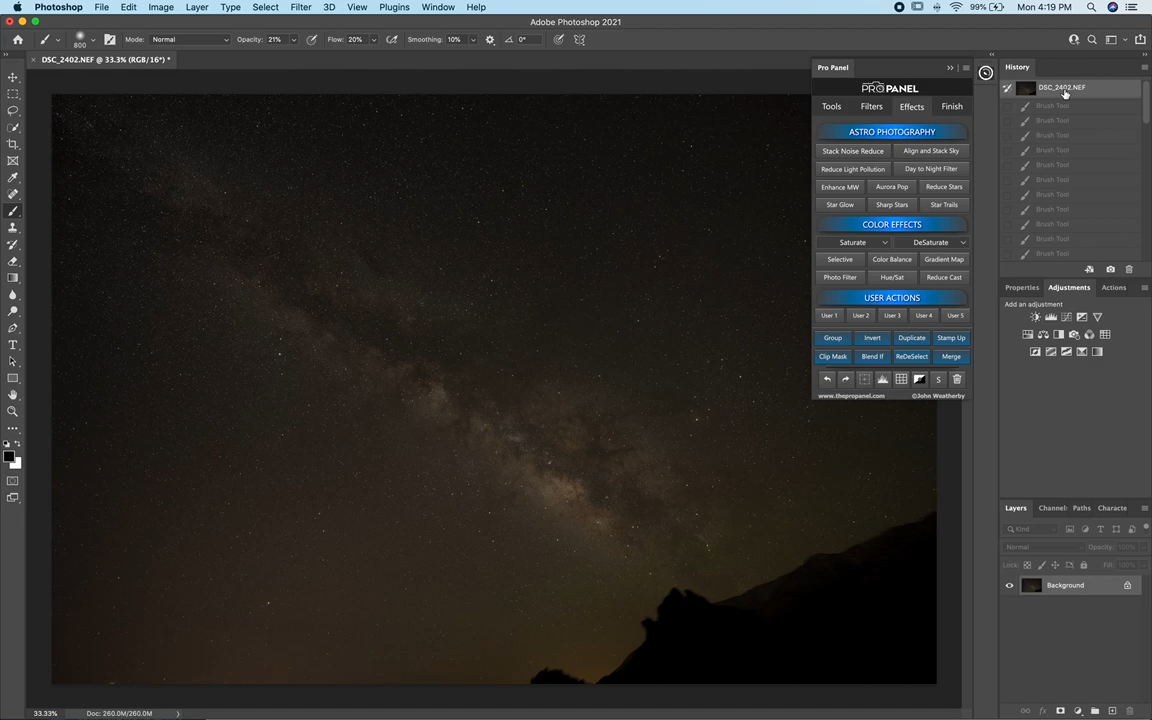 Photoshop File Edit Image Layer Type Select Filter 3D View Plugins Window Help 99% Mon 4:19 PM
Adobe Photoshop 2021
800 Mode: Normal Opacity: 21% Flow: 20% Smoothing: 10% 0°
× DSC_2402.NEF @ 33.3% (RGB/16*) *
Pro Panel
PROPANEL
Tools Filters Effects Finish
ASTRO PHOTOGRAPHY
Stack Noise Reduce Align and Stack Sky
Reduce Light Pollution Day to Night Filter
Enhance MW Aurora Pop Reduce Stars
Star Glow Sharp Stars Star Trails
COLOR EFFECTS
Saturate DeSaturate
Selective Color Balance Gradient Map
Photo Filter Hue/Sat Reduce Cast
USER ACTIONS
User 1 User 2 User 3 User 4 User 5
Group Invert Duplicate Stamp Up
Clip Mask Blend If ReDeSelect Merge
S
www.thepropanel.com ©John Weatherby
History
DSC_2402.NEF
Brush Tool
Brush Tool
Brush Tool
Brush Tool
Brush Tool
Brush Tool
Brush Tool
Brush Tool
Brush Tool
Brush Tool
Brush Tool
Properties Adjustments Actions
Add an adjustment
Layers Channel: Paths Characte
Kind
Normal Opacity: 100%
Lock: Fill: 100%
Background
33.33% Doc: 260.0M/260.0M